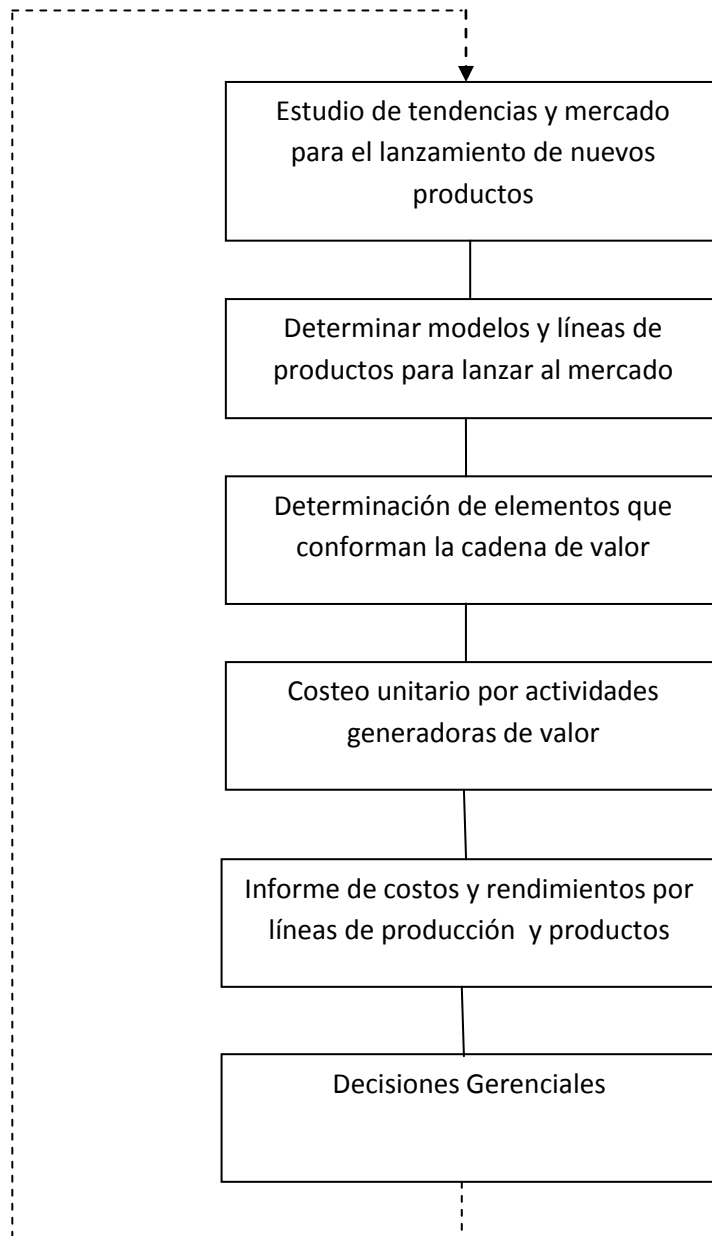 Estudio de tendencias y mercado
para el lanzamiento de nuevos
productos
Determinar modelos y líneas de
productos para lanzar al mercado
Determinación de elementos que
conforman la cadena de valor
Costeo unitario por actividades
generadoras de valor
Informe de costos y rendimientos por
líneas de producción  y productos
Decisiones Gerenciales